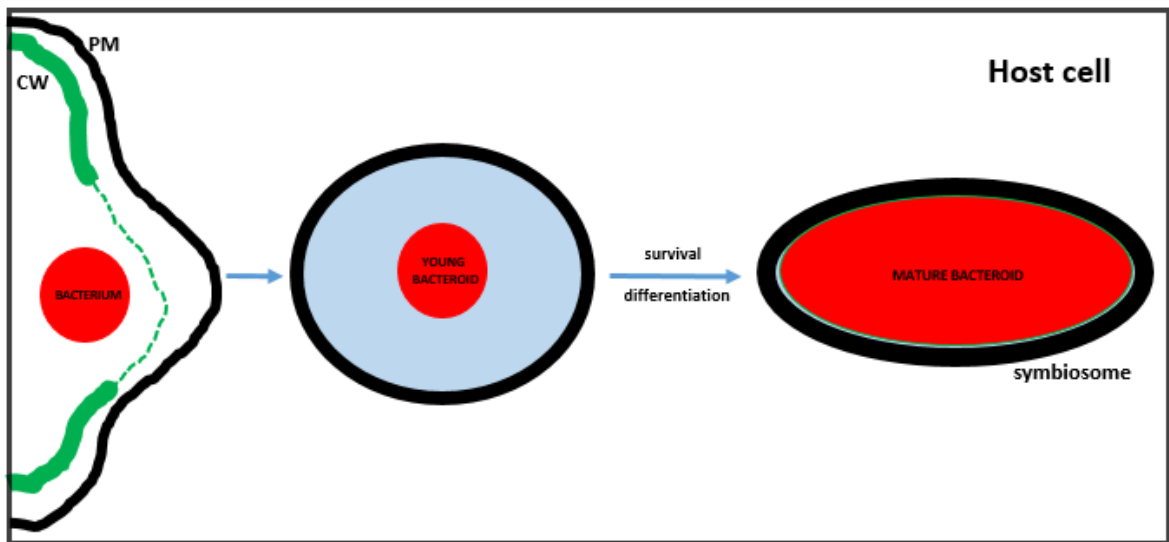 PM
CW
Host cell
BACTERIUM
YOUNG
BACTEROID
survival
differentiation
MATURE BACTEROID
symbiosome